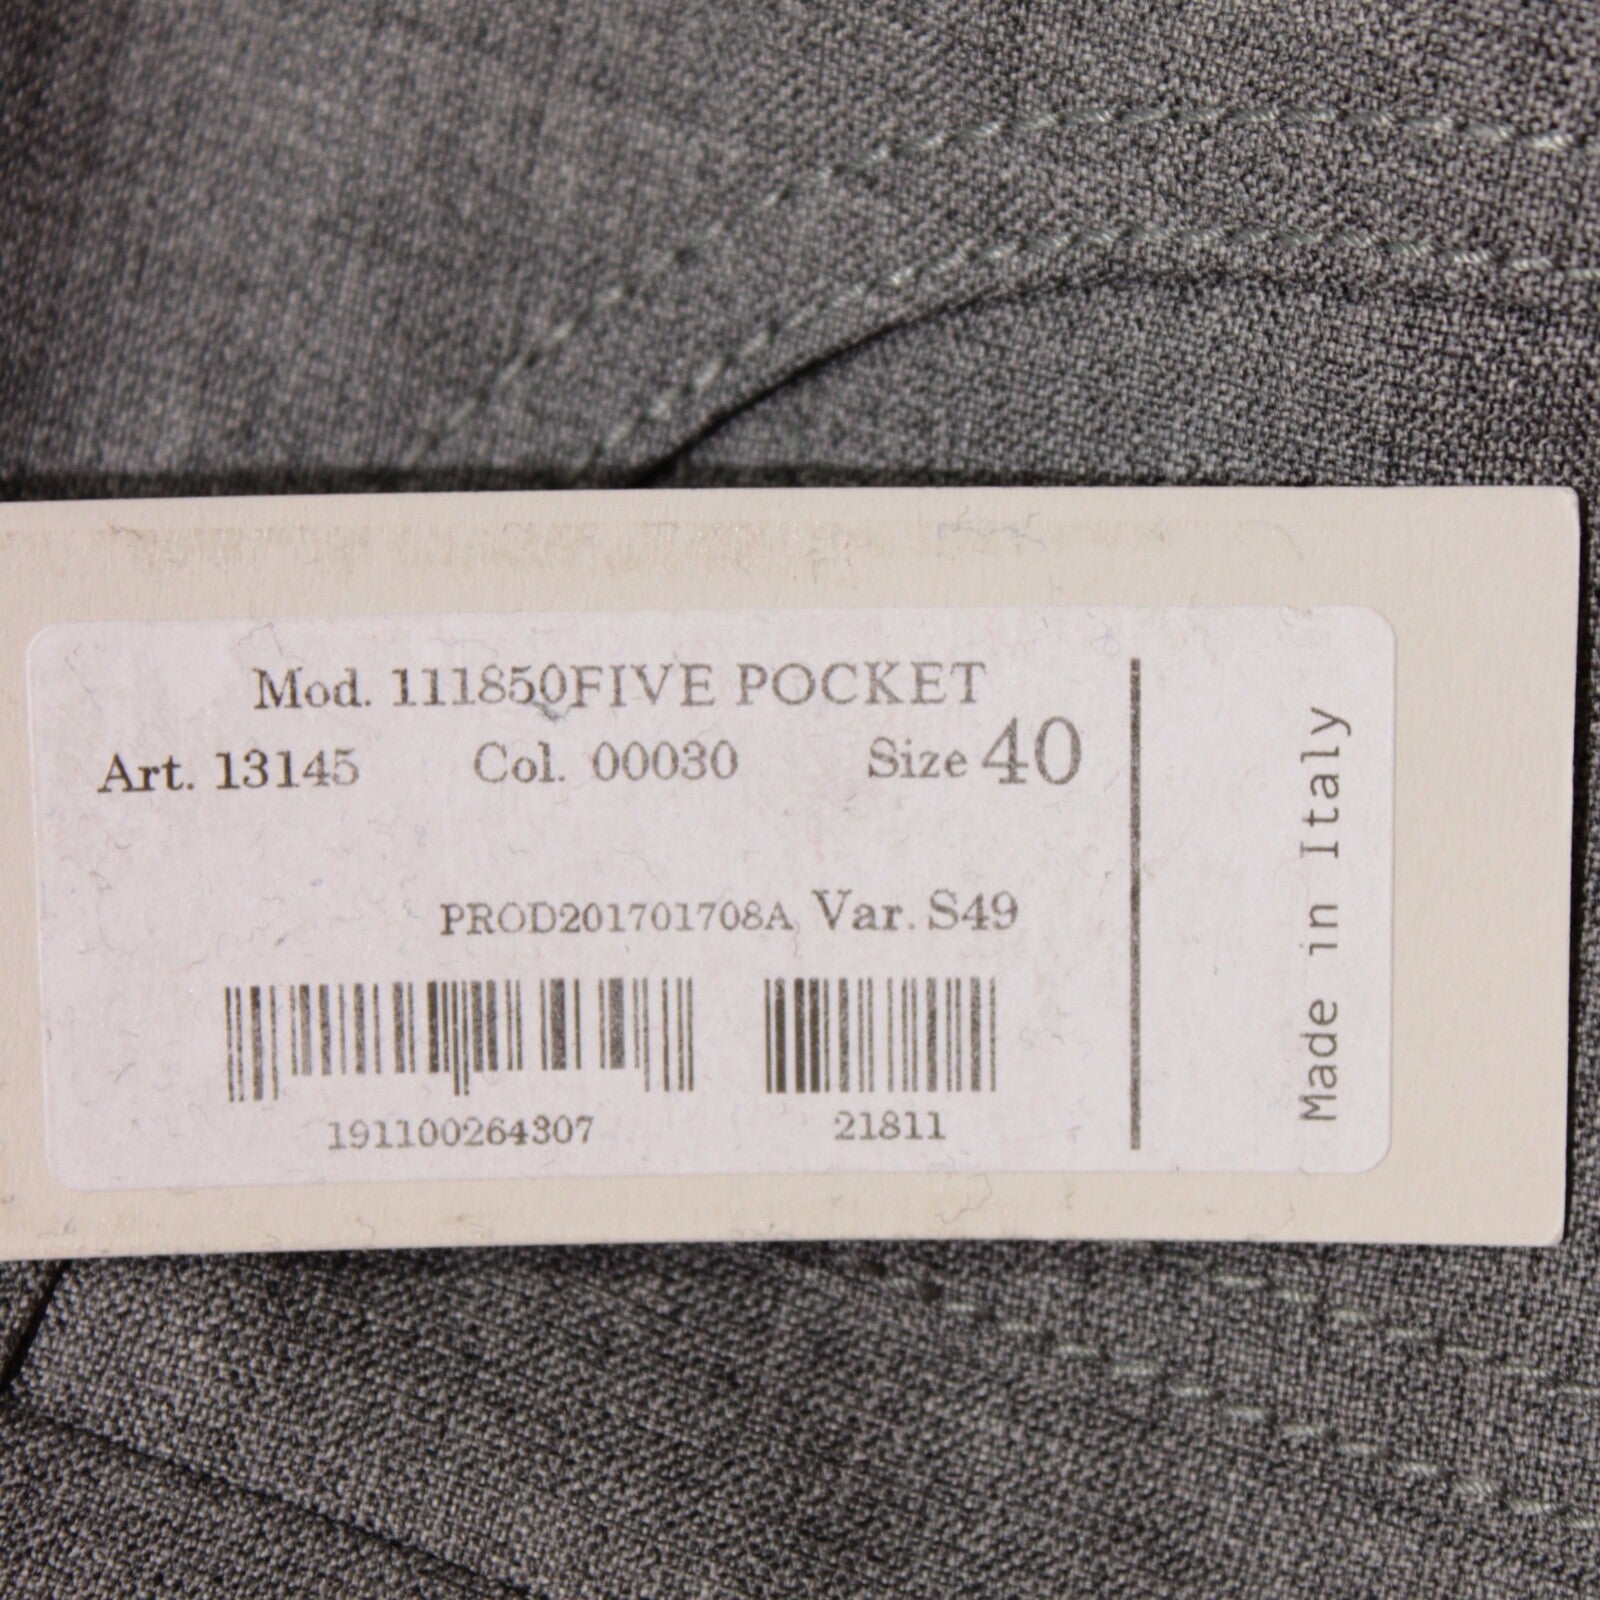 Mod. 111850FIVE POCKET
Art. 13145 Col. 00030 Size 40
PROD201701708A Var. S49
191100264307 21811
Made in Italy